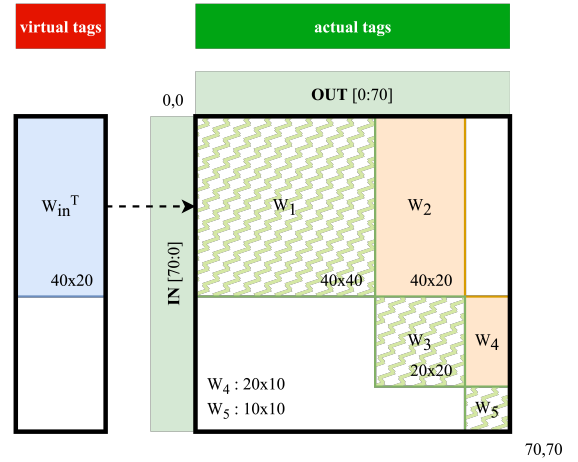 virtual tags
actual tags
0,0
OUT [0:70]
IN [70:0]
WinT
40x20
W1
40x40
W2
40x20
W3
20x20
W4
W5
W4 : 20x10
W5 : 10x10
70,70